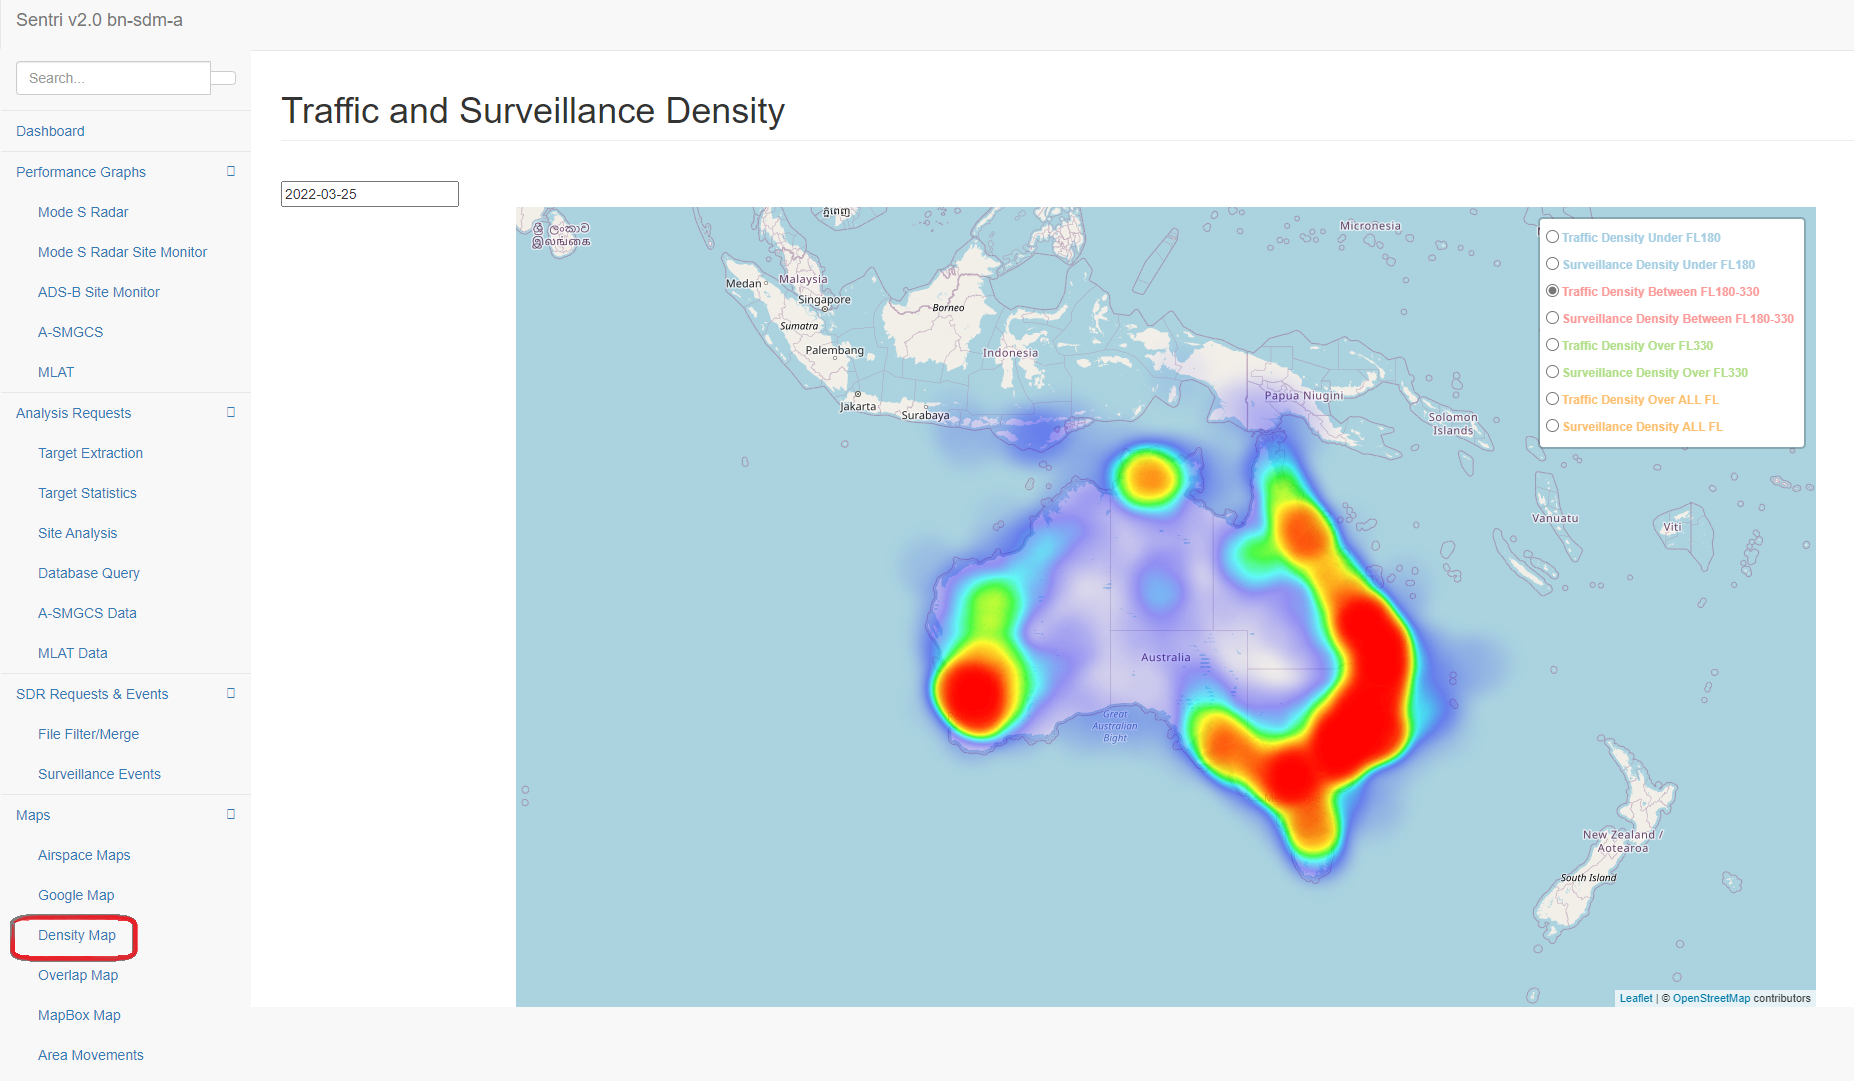 Sentri v2.0 bn-sdm-a
Search...
Dashboard
Performance Graphs
Mode S Radar
Mode S Radar Site Monitor
ADS-B Site Monitor
A-SMGCS
MLAT
Analysis Requests
Target Extraction
Target Statistics
Site Analysis
Database Query
A-SMGCS Data
MLAT Data
SDR Requests & Events
File Filter/Merge
Surveillance Events
Maps
Airspace Maps
Google Map
Density Map
Overlap Map
MapBox Map
Area Movements
Traffic and Surveillance Density
2022-03-25
ශ්‍රී ලංකාව
இலங்கை
ភ្នំពេញ
Micronesia
Medan
Malaysia
Singapore
Sumatra
Borneo
Palembang
Indonesia
Jakarta
Surabaya
Papua Niugini
Solomon
Islands
Vanuatu
Viti
Australia
Great
Australian
Bight
New Zealand /
Aotearoa
South Island
Traffic Density Under FL180
Surveillance Density Under FL180
Traffic Density Between FL180-330
Surveillance Density Between FL180-330
Traffic Density Over FL330
Surveillance Density Over FL330
Traffic Density Over ALL FL
Surveillance Density ALL FL
Leaflet | © OpenStreetMap contributors